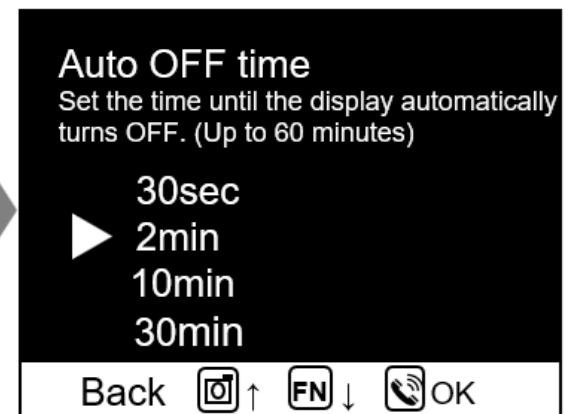 Auto OFF time
Set the time until the display automatically
turns OFF. (Up to 60 minutes)
30sec
2min
10min
30min
Back ↑ FN ↓ OK